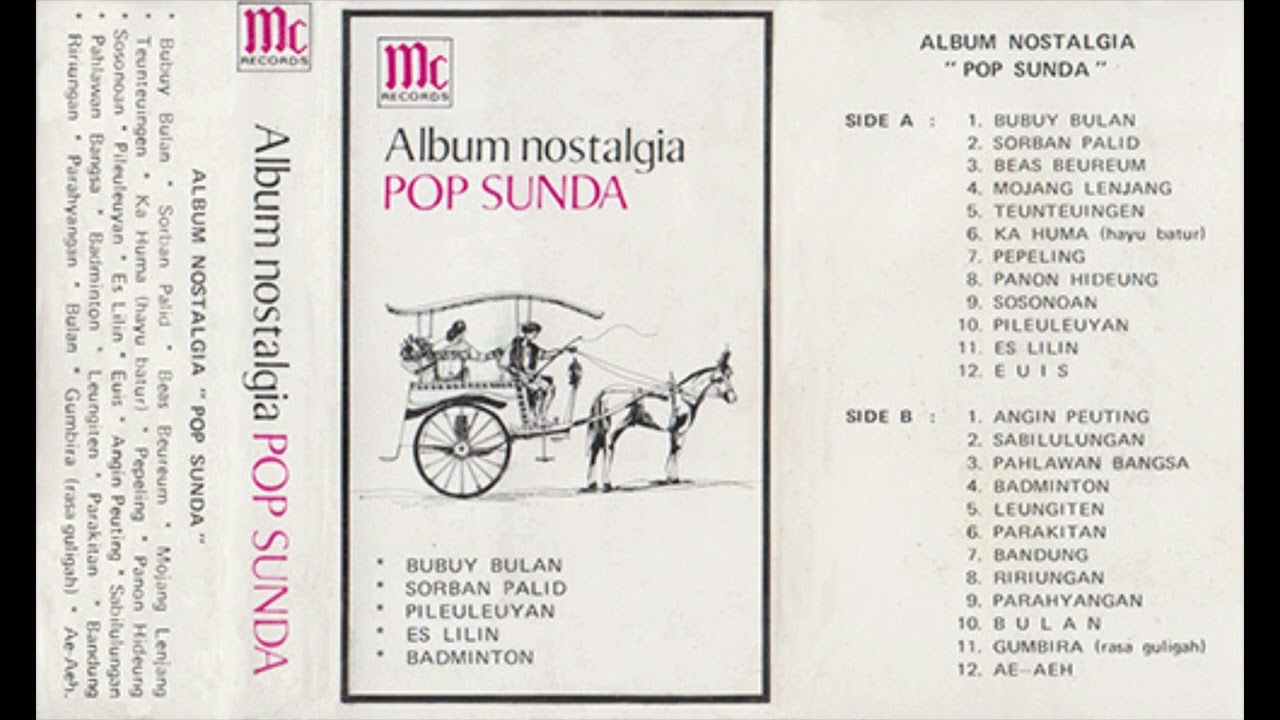 • Bubuy Bulan * Sorban Palid * Beas Beureum * Mojang Lenjang
* Teunteuingen * Ka Huma (hayu batur) * Pepeling * Panon Hideung
Sosonoan * Pileuleuyan * Es Lilin * Euis * Angin Peuting * Sabilulungan
* Pahlawan Bangsa * Badminton * Leungiten * Parakitan * Bandung
* Ririungan * Parahyangan * Bulan * Gumbira (rasa guligah) * Ae-Aeh.
ALBUM NOSTALGIA " POP SUNDA "
Mc
RECORDS
Album nostalgia POP SUNDA
Mc
RECORDS
Album nostalgia
POP SUNDA
* BUBUY BULAN
* SORBAN PALID
* PILEULEUYAN
* ES LILIN
* BADMINTON
ALBUM NOSTALGIA
" POP SUNDA "
SIDE A : 1. BUBUY BULAN
2. SORBAN PALID
3. BEAS BEUREUM
4. MOJANG LENJANG
5. TEUNTEUINGEN
6. KA HUMA (hayu batur)
7. PEPELING
8. PANON HIDEUNG
9. SOSONOAN
10. PILEULEUYAN
11. ES LILIN
12. E U I S
SIDE B : 1. ANGIN PEUTING
2. SABILULUNGAN
3. PAHLAWAN BANGSA
4. BADMINTON
5. LEUNGITEN
6. PARAKITAN
7. BANDUNG
8. RIRIUNGAN
9. PARAHYANGAN
10. B U L A N
11. GUMBIRA (rasa guligah)
12. AE-AEH